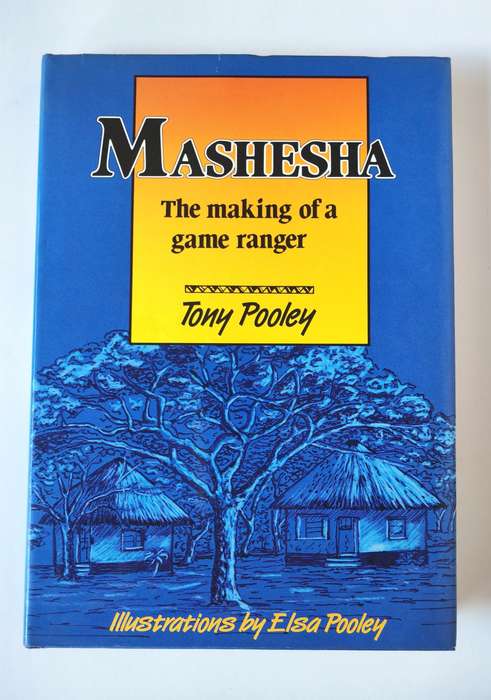 MASHESHA
The making of a
game ranger
Tony Pooley
Illustrations by Elsa Pooley